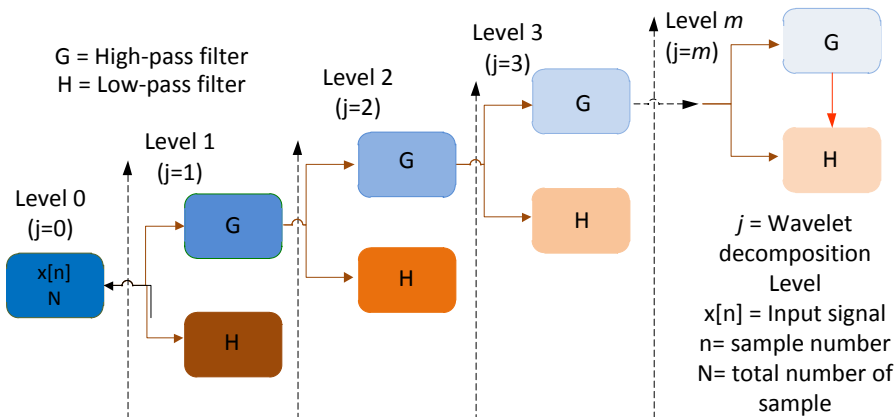 G = High-pass filter
H = Low-pass filter
Level 0
(j=0)
x[n]
N
Level 1
(j=1)
G
H
Level 2
(j=2)
G
H
Level 3
(j=3)
G
H
Level m
(j=m)
G
H
j = Wavelet
decomposition
Level
x[n] = Input signal
n= sample number
N= total number of
sample